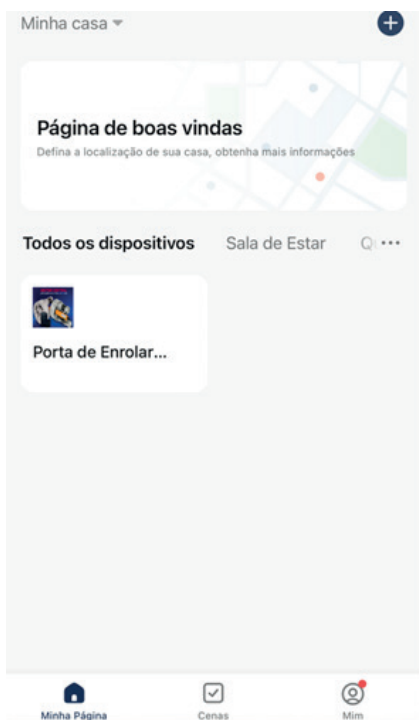 Minha casa
Página de boas vindas
Defina a localização de sua casa, obtenha mais informações
Todos os dispositivos Sala de Estar
Porta de Enrolar...
Minha Página Cenas Mim